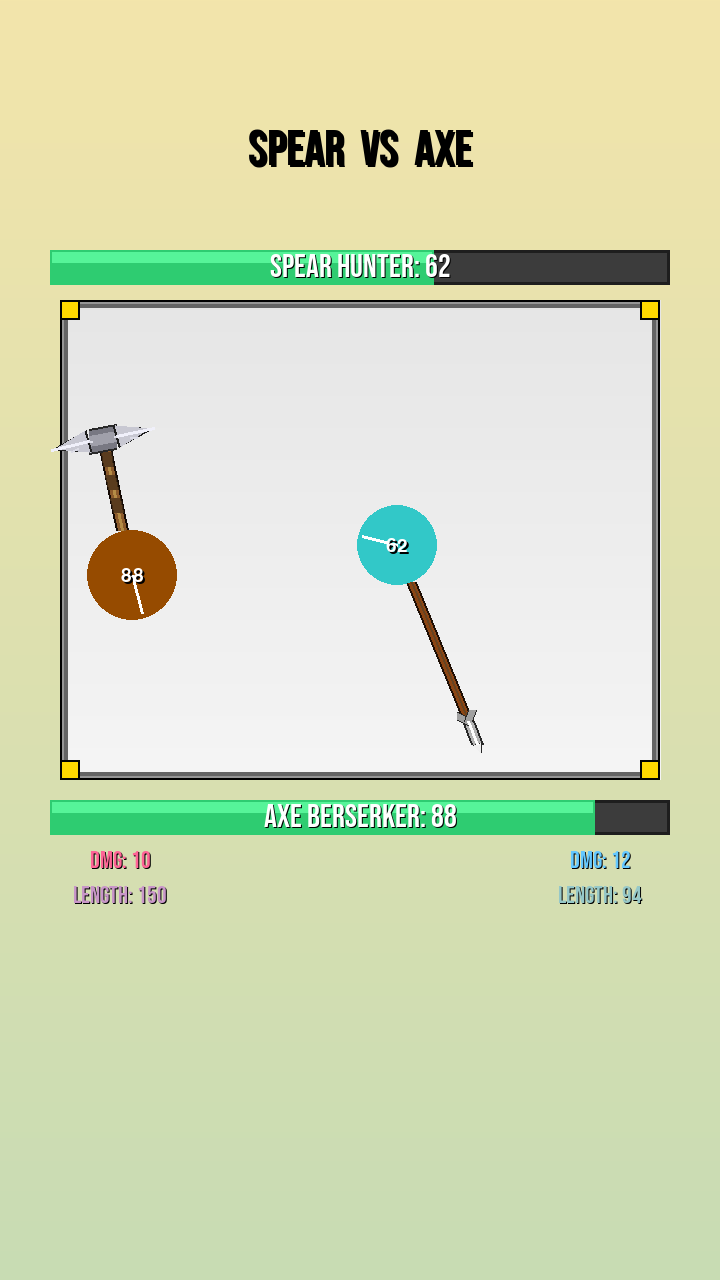 SPEAR VS AXE
SPEAR HUNTER: 62
88
62
AXE BERSERKER: 88
DMG: 10
DMG: 12
LENGTH: 150
LENGTH: 94